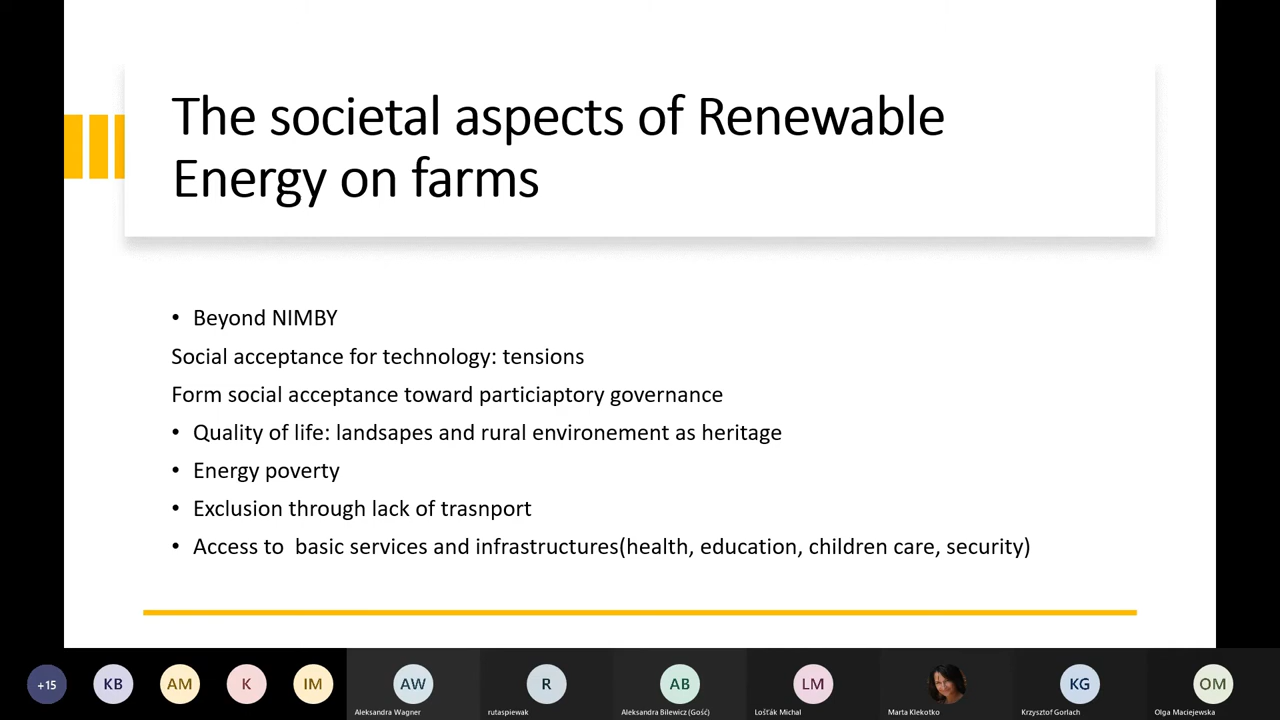 The societal aspects of Renewable
Energy on farms
• Beyond NIMBY
Social acceptance for technology: tensions
Form social acceptance toward particiaptory governance
• Quality of life: landsapes and rural environement as heritage
• Energy poverty
• Exclusion through lack of trasnport
• Access to  basic services and infrastructures(health, education, children care, security)
+15
KB
AM
K
IM
AW
R
AB
LM
KG
OM
Aleksandra Wagner
rutaspiewak
Aleksandra Bilewicz (Gość)
Lošťák Michal
Marta Klekotko
Krzysztof Gorlach
Olga Maciejewska